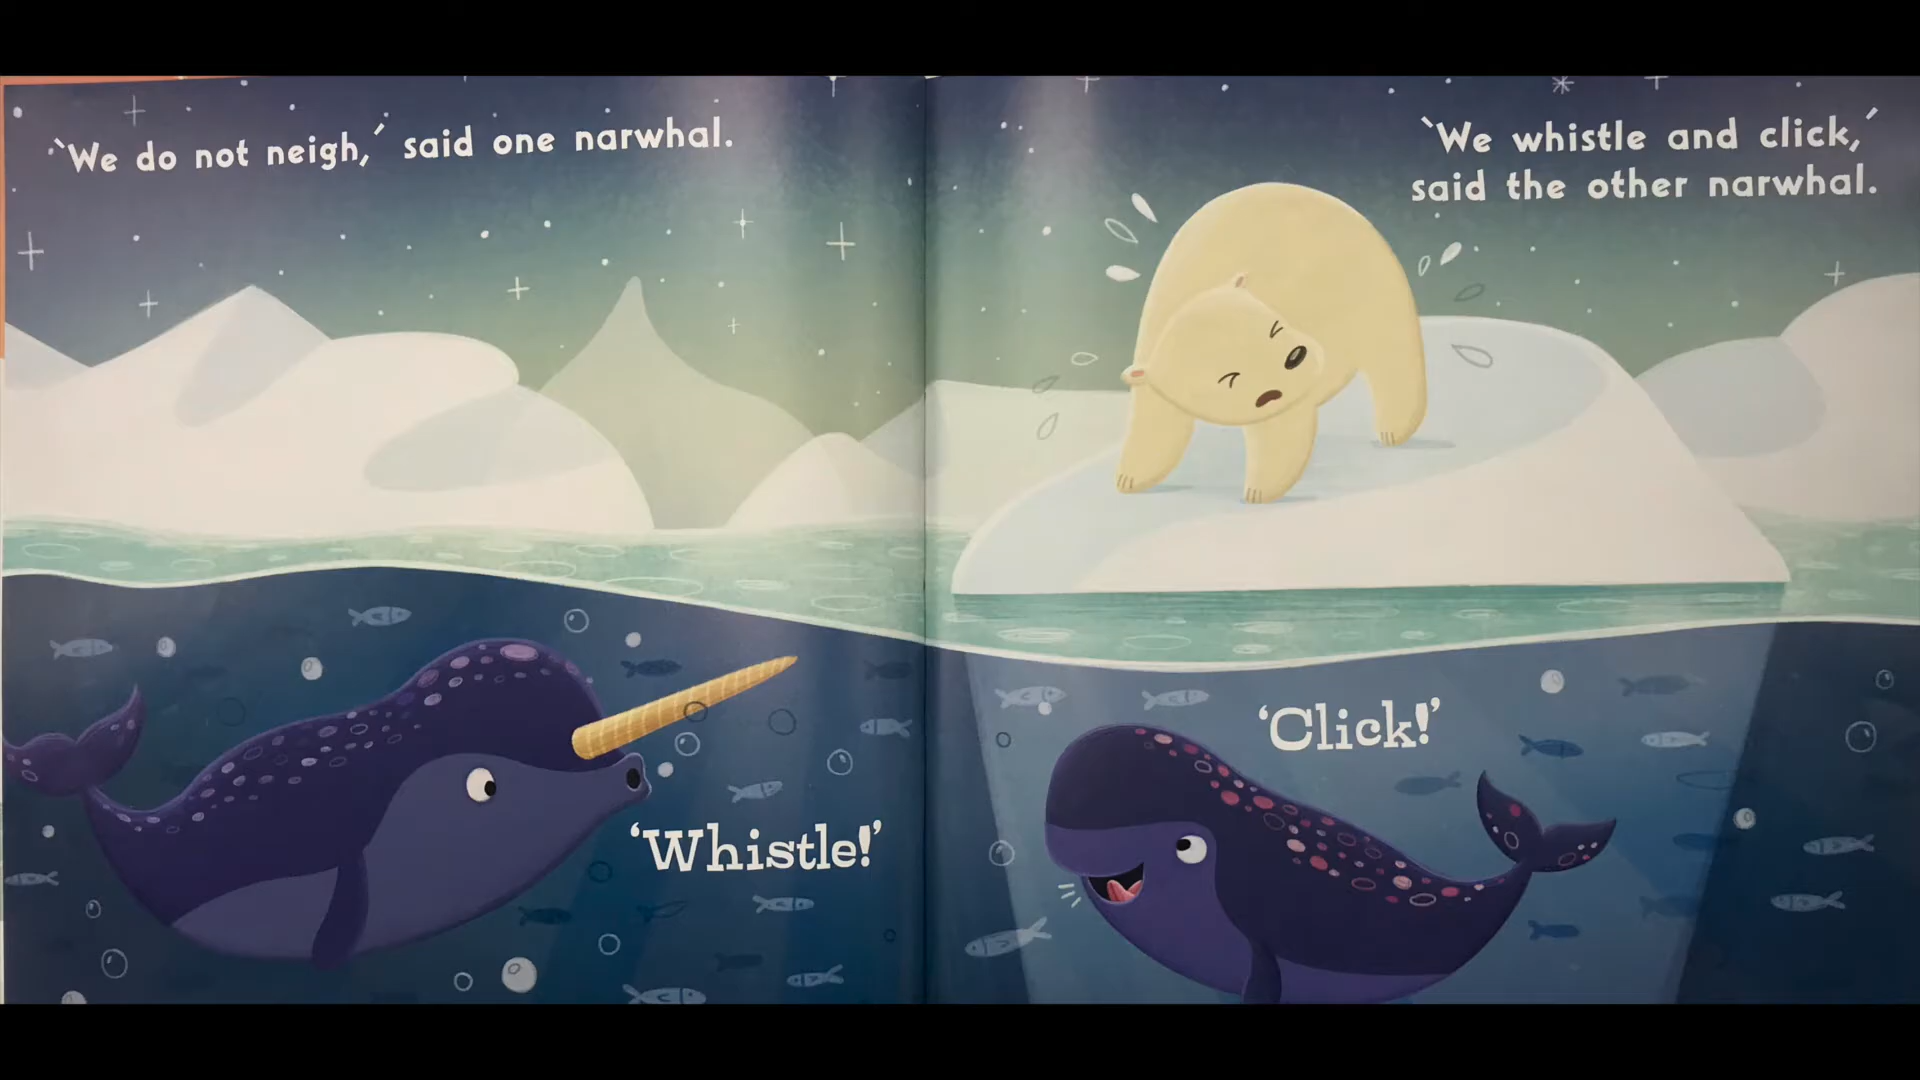 ‘We do not neigh,’ said one narwhal.
‘Whistle!’
‘We whistle and click,’
said the other narwhal.
‘Click!’